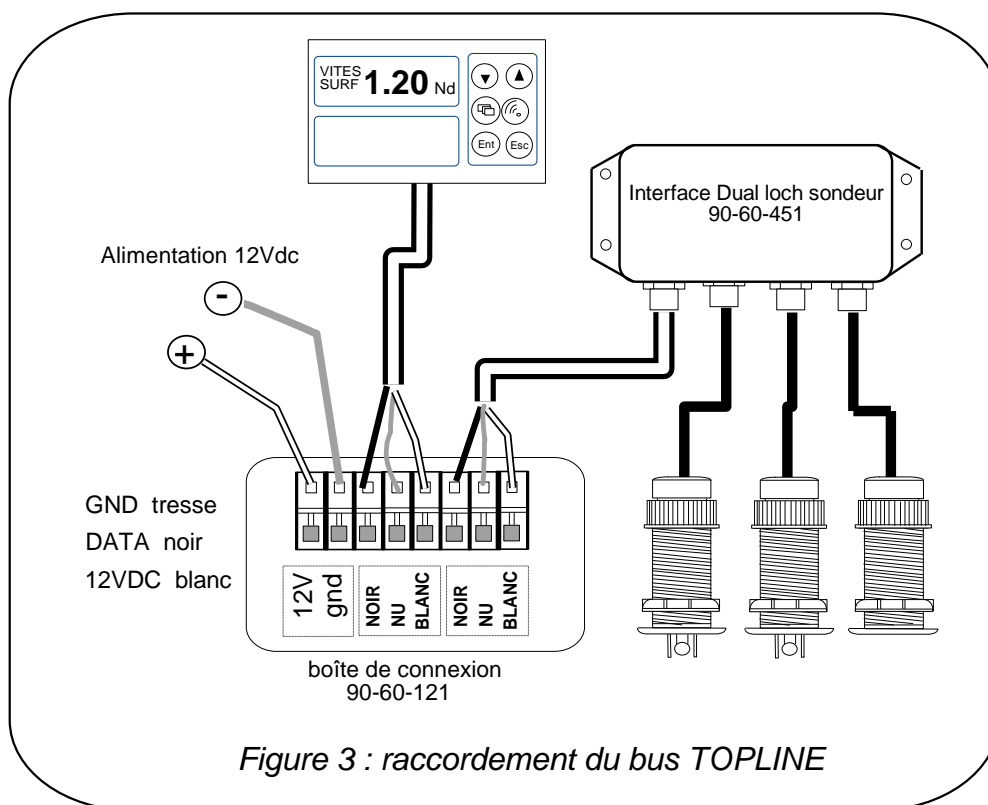 VITES
SURF 1.20 Nd
Ent Esc
Interface Dual loch sondeur
90-60-451
Alimentation 12Vdc
-
+
GND tresse
DATA noir
12VDC blanc
12V
gnd
NOIR
NU
BLANC
NOIR
NU
BLANC
boîte de connexion
90-60-121
Figure 3 : raccordement du bus TOPLINE